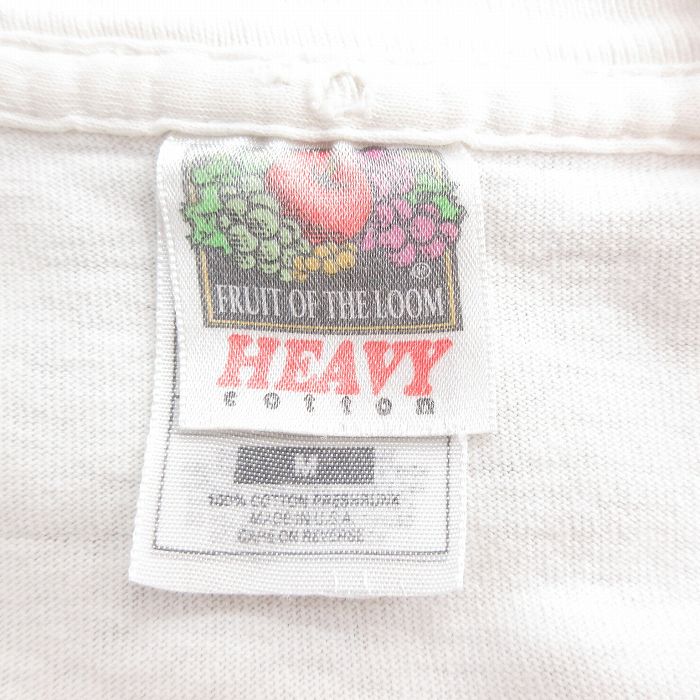 ®
FRUIT OF THE LOOM
HEAVY
cotton
M
100% COTTON PRESHRUNK
MADE IN U.S.A
CARE ON REVERSE